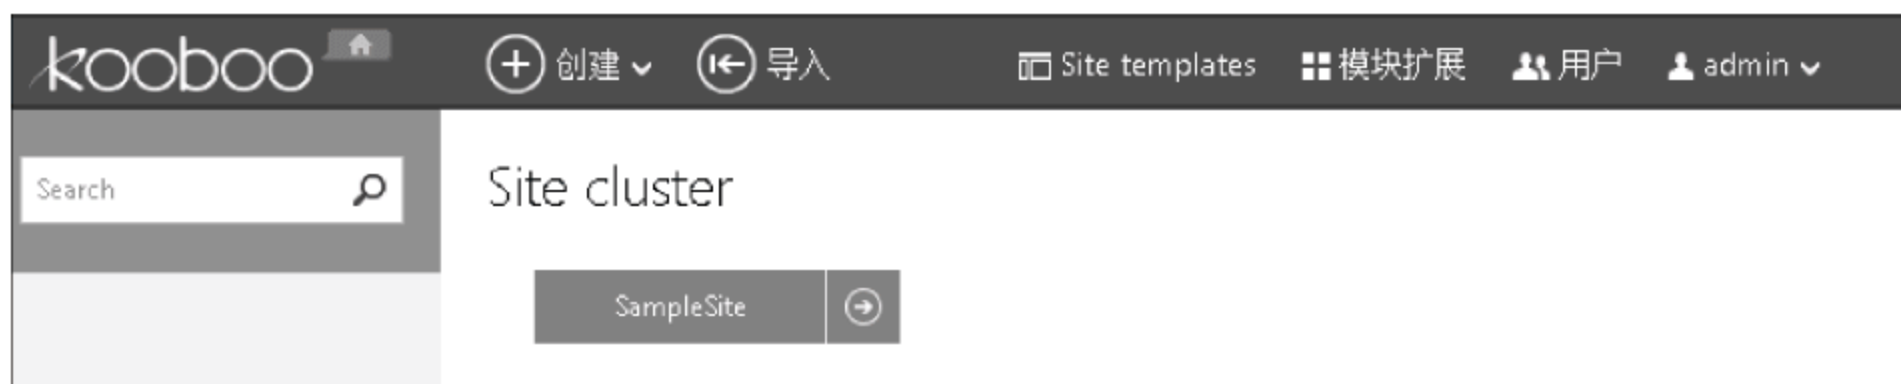 kooboo 创建 导入 Site templates 模块扩展 用户 admin
Search
Site cluster
SampleSite